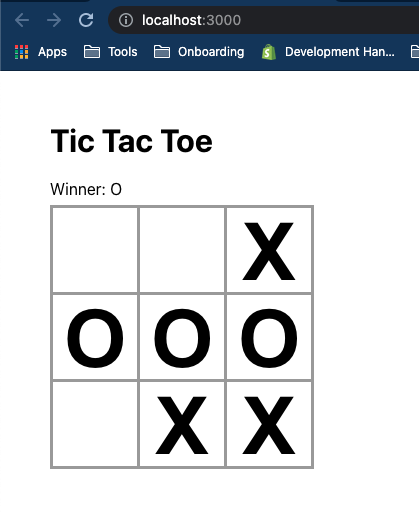 localhost:3000
Apps Tools Onboarding Development Han...
Tic Tac Toe
Winner: O
X
O O O
X X